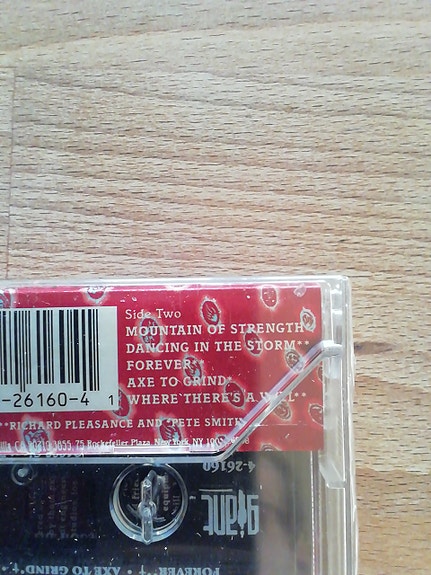 Side Two
MOUNTAIN OF STRENGTH*
DANCING IN THE STORM**
FOREVER**
AXE TO GRIND
WHERE THERE'S A WILL**
-26160-4 1
**RICHARD PLEASANCE AND *PETE SMITH
75 Rockefeller Plaza, New York, NY
4-26160
giant
FOREVER AXE TO GRIND